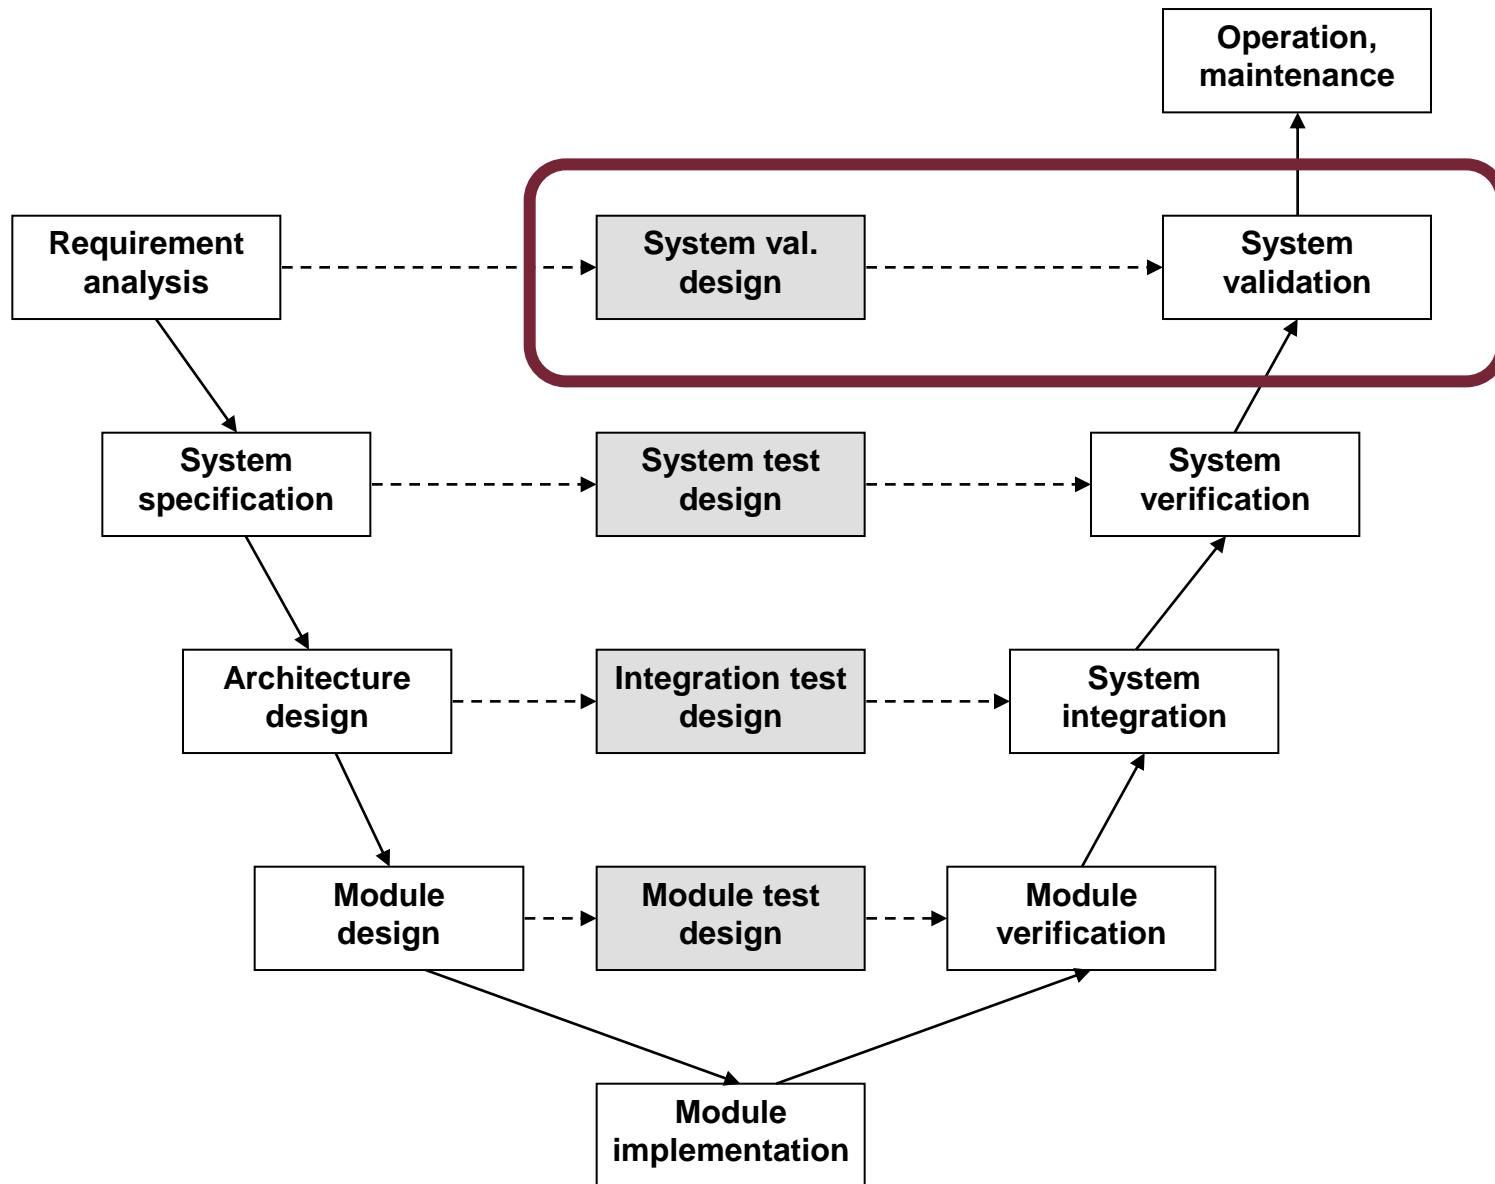 Operation,
maintenance
Requirement
analysis
System val.
design
System
validation
System
specification
System test
design
System
verification
Architecture
design
Integration test
design
System
integration
Module
design
Module test
design
Module
verification
Module
implementation